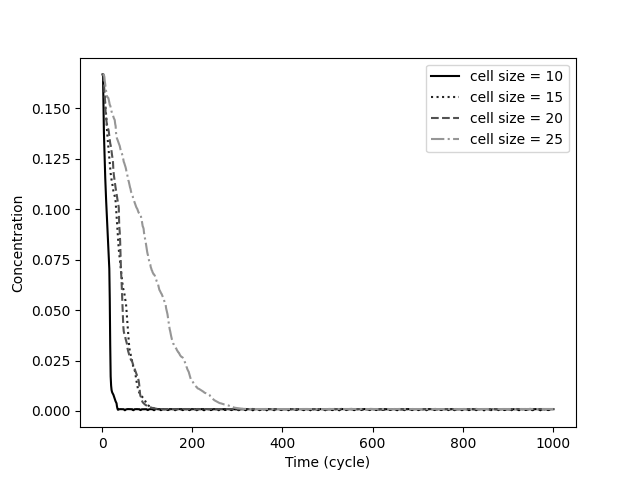 cell size = 10
cell size = 15
cell size = 20
cell size = 25
0.150
0.125
0.100
0.075
0.050
0.025
0.000
Concentration
0 200 400 600 800 1000
Time (cycle)